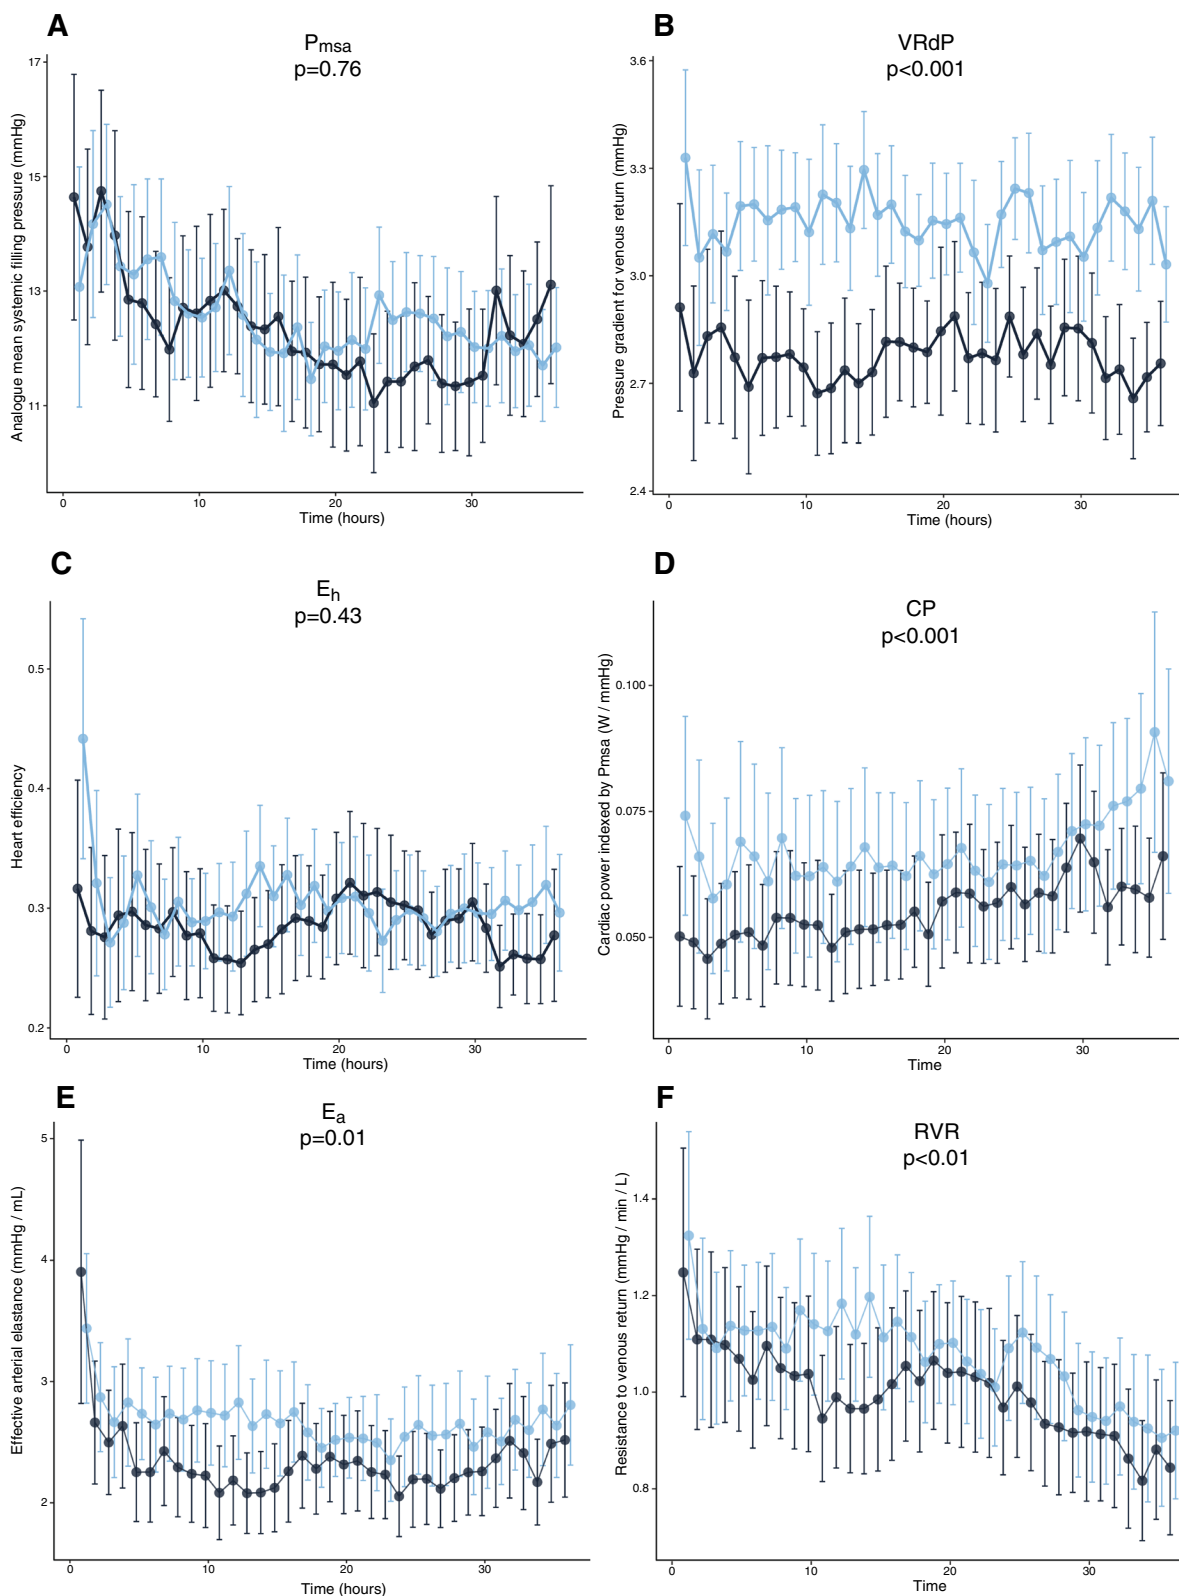 A
P_msa
p=0.76
Analogue mean systemic filling pressure (mmHg)
17
15
13
11
0
10
20
30
Time (hours)
B
VRdP
p<0.001
Pressure gradient for venous return (mmHg)
3.6
3.3
3.0
2.7
2.4
0
10
20
30
Time (hours)
C
E_h
p=0.43
Heart efficiency
0.5
0.4
0.3
0.2
0
10
20
30
Time (hours)
D
CP
p<0.001
Cardiac power indexed by Pmsa (W / mmHg)
0.100
0.075
0.050
0
10
20
30
Time
E
E_a
p=0.01
Effective arterial elastance (mmHg / mL)
5
4
3
2
0
10
20
30
Time (hours)
F
RVR
p<0.01
Resistance to venous return (mmHg / min / L)
1.4
1.2
1.0
0.8
0
10
20
30
Time